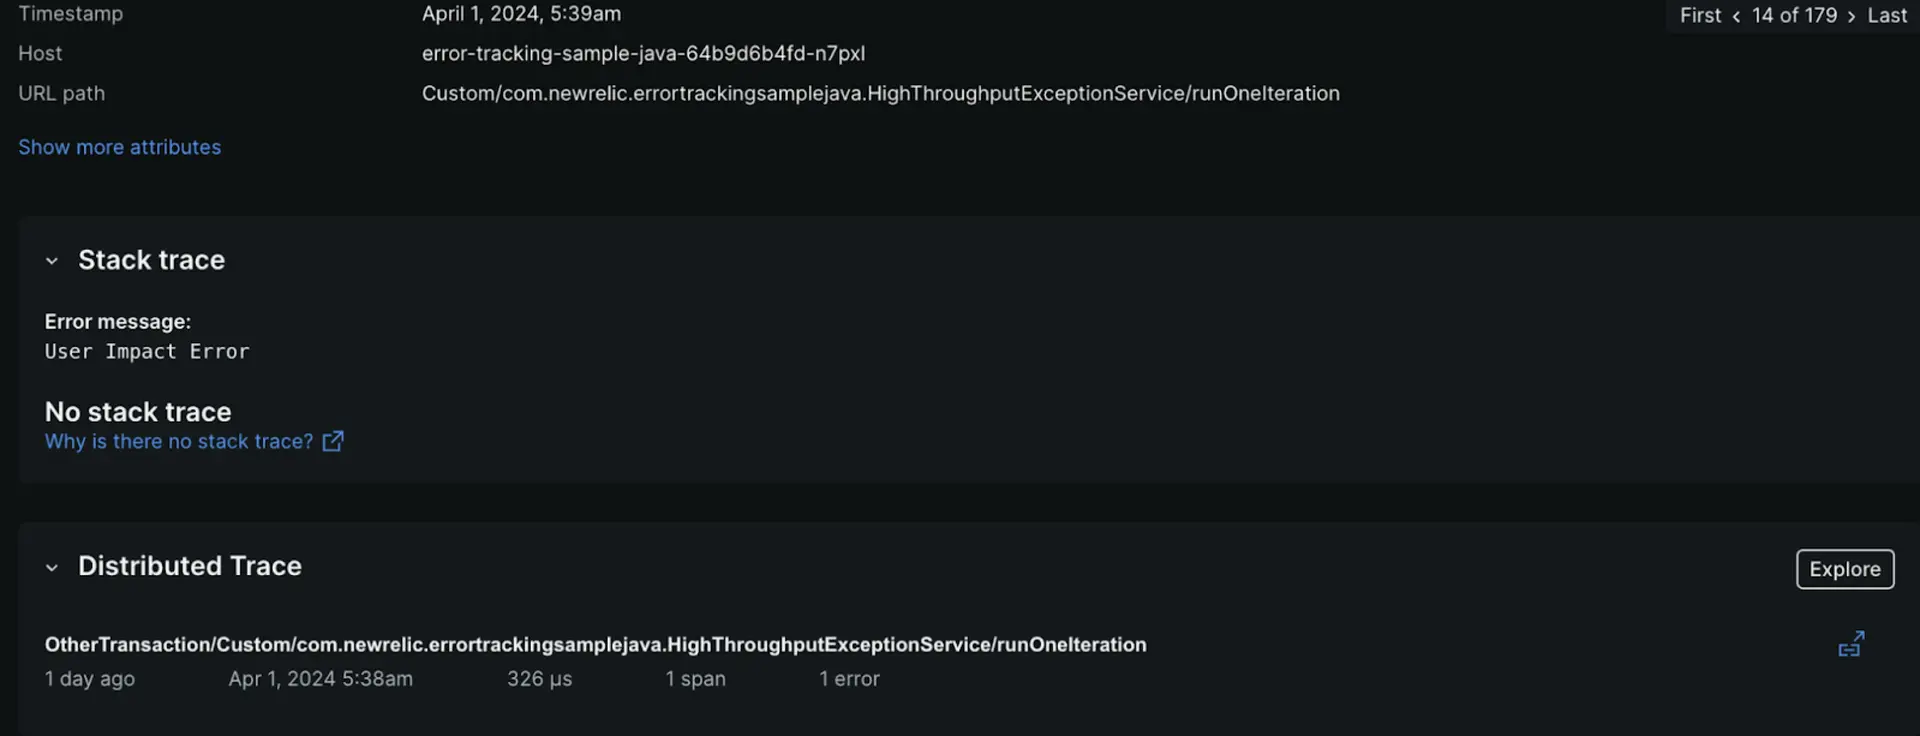 Timestamp April 1, 2024, 5:39am First < 14 of 179 > Last
Host error-tracking-sample-java-64b9d6b4fd-n7pxl
URL path Custom/com.newrelic.errortrackingsamplejava.HighThroughputExceptionService/runOneIteration
Show more attributes
Stack trace
Error message:
User Impact Error
No stack trace
Why is there no stack trace?
Distributed Trace Explore
OtherTransaction/Custom/com.newrelic.errortrackingsamplejava.HighThroughputExceptionService/runOneIteration
1 day ago Apr 1, 2024 5:38am 326 µs 1 span 1 error